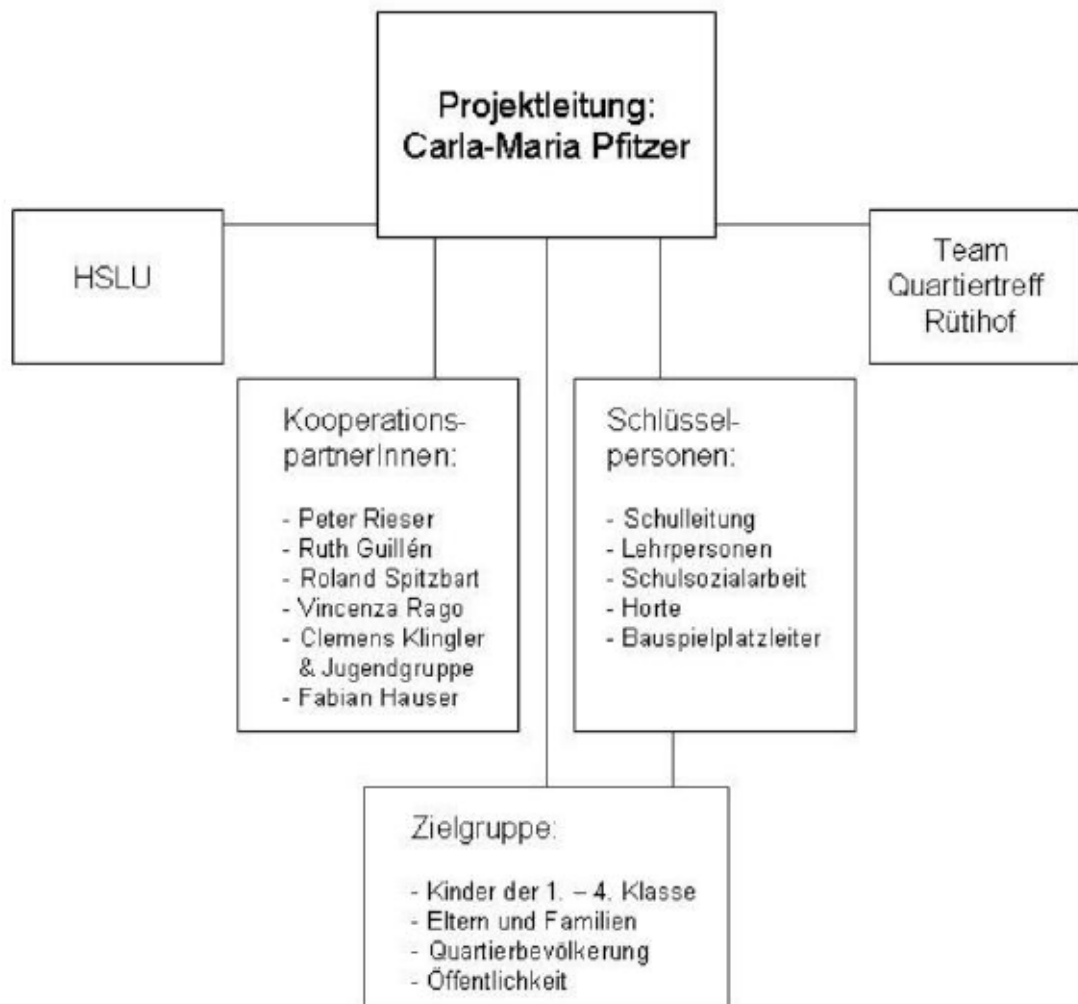 Projektleitung:
Carla-Maria Pfitzer
HSLU
Team
Quartiertreff
Rütihof
Kooperations-
partnerInnen:
- Peter Rieser
- Ruth Guillén
- Roland Spitzbart
- Vincenza Rago
- Clemens Klingler
& Jugendgruppe
- Fabian Hauser
Schlüssel-
personen:
- Schulleitung
- Lehrpersonen
- Schulsozialarbeit
- Horte
- Bauspielplatzleiter
Zielgruppe:
- Kinder der 1. – 4. Klasse
- Eltern und Familien
- Quartierbevölkerung
- Öffentlichkeit